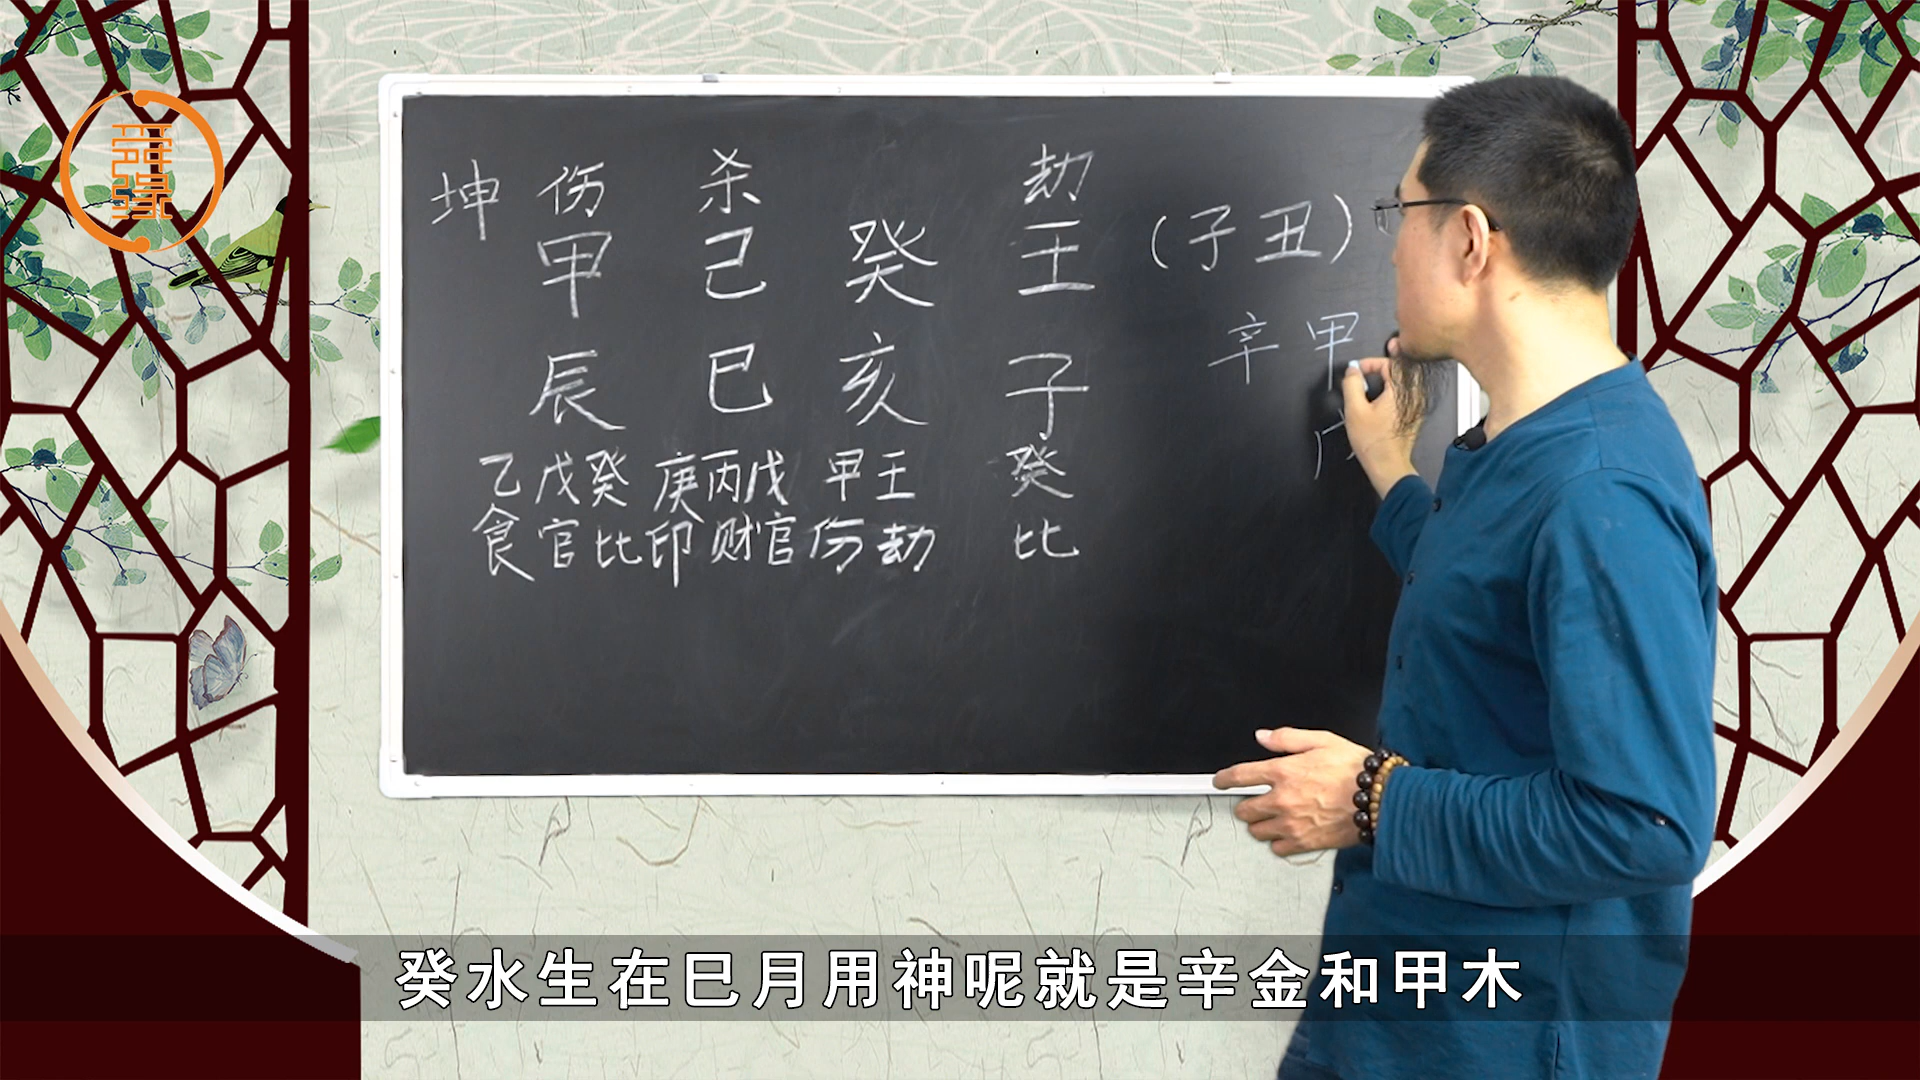 舜缘
坤 伤 杀 劫
甲 己 癸 壬 (子丑)
辛 甲
辰 巳 亥 子
乙戊癸 庚丙戊 甲壬 癸
食官比 印财官 伤劫 比
癸水生在巳月用神呢就是辛金和甲木